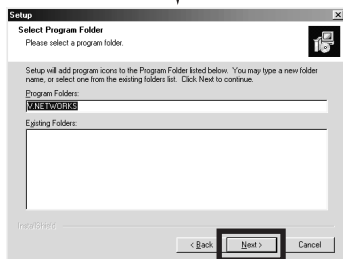 Setup
Select Program Folder
Please select a program folder.
Setup will add program icons to the Program Folder listed below. You may type a new folder
name, or select one from the existing folders list. Click Next to continue.
Program Folders:
V.NETWORKS
Existing Folders:
InstallShield
< Back
Next >
Cancel